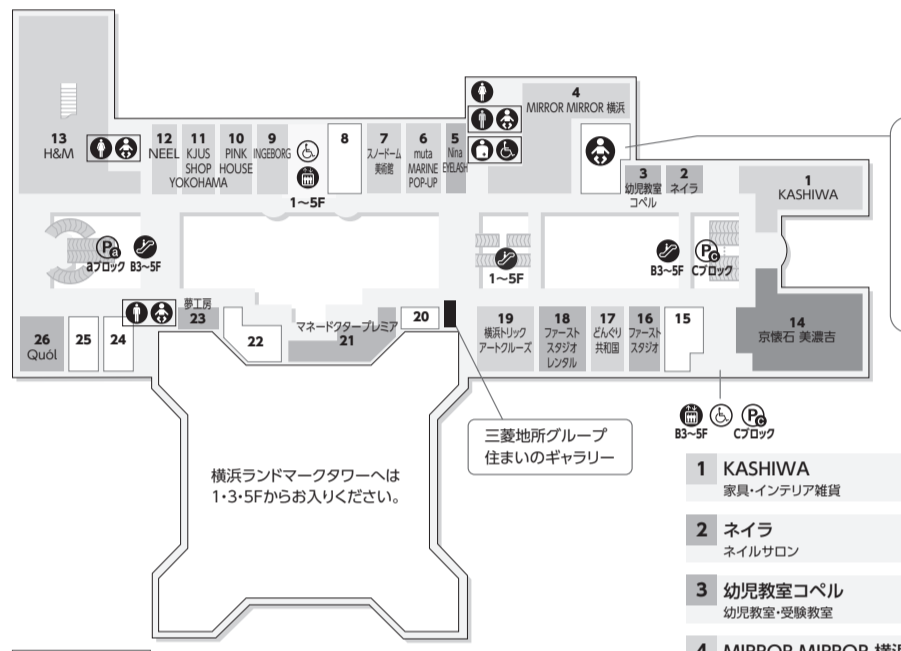 4
MIRROR MIRROR 横浜
13
H&M
12
NEEL
11
KJUS
SHOP
YOKOHAMA
10
PINK
HOUSE
9
INGEBORG
1～5F
8
7
スノードーム
美術館
6
muta
MARINE
POP-UP
5
Nina
EYELASH
3
幼児教室
コペル
2
ネイラ
1
KASHIWA
Pa
aブロック
B3～5F
1～5F
B3～5F
Pc
Cブロック
26
Quól
25
24
夢工房
23
22
マネードクタープレミア
21
20
19
横浜トリック
アートクルーズ
18
ファースト
スタジオ
レンタル
17
どんぐり
共和国
16
ファースト
スタジオ
15
14
京懐石 美濃吉
B3～5F
Pc
Cブロック
三菱地所グループ
住まいのギャラリー
横浜ランドマークタワーへは
1・3・5Fからお入りください。
1 KASHIWA
家具・インテリア雑貨
2 ネイラ
ネイルサロン
3 幼児教室コペル
幼児教室・受験教室
4 MIRROR MIRROR 横浜